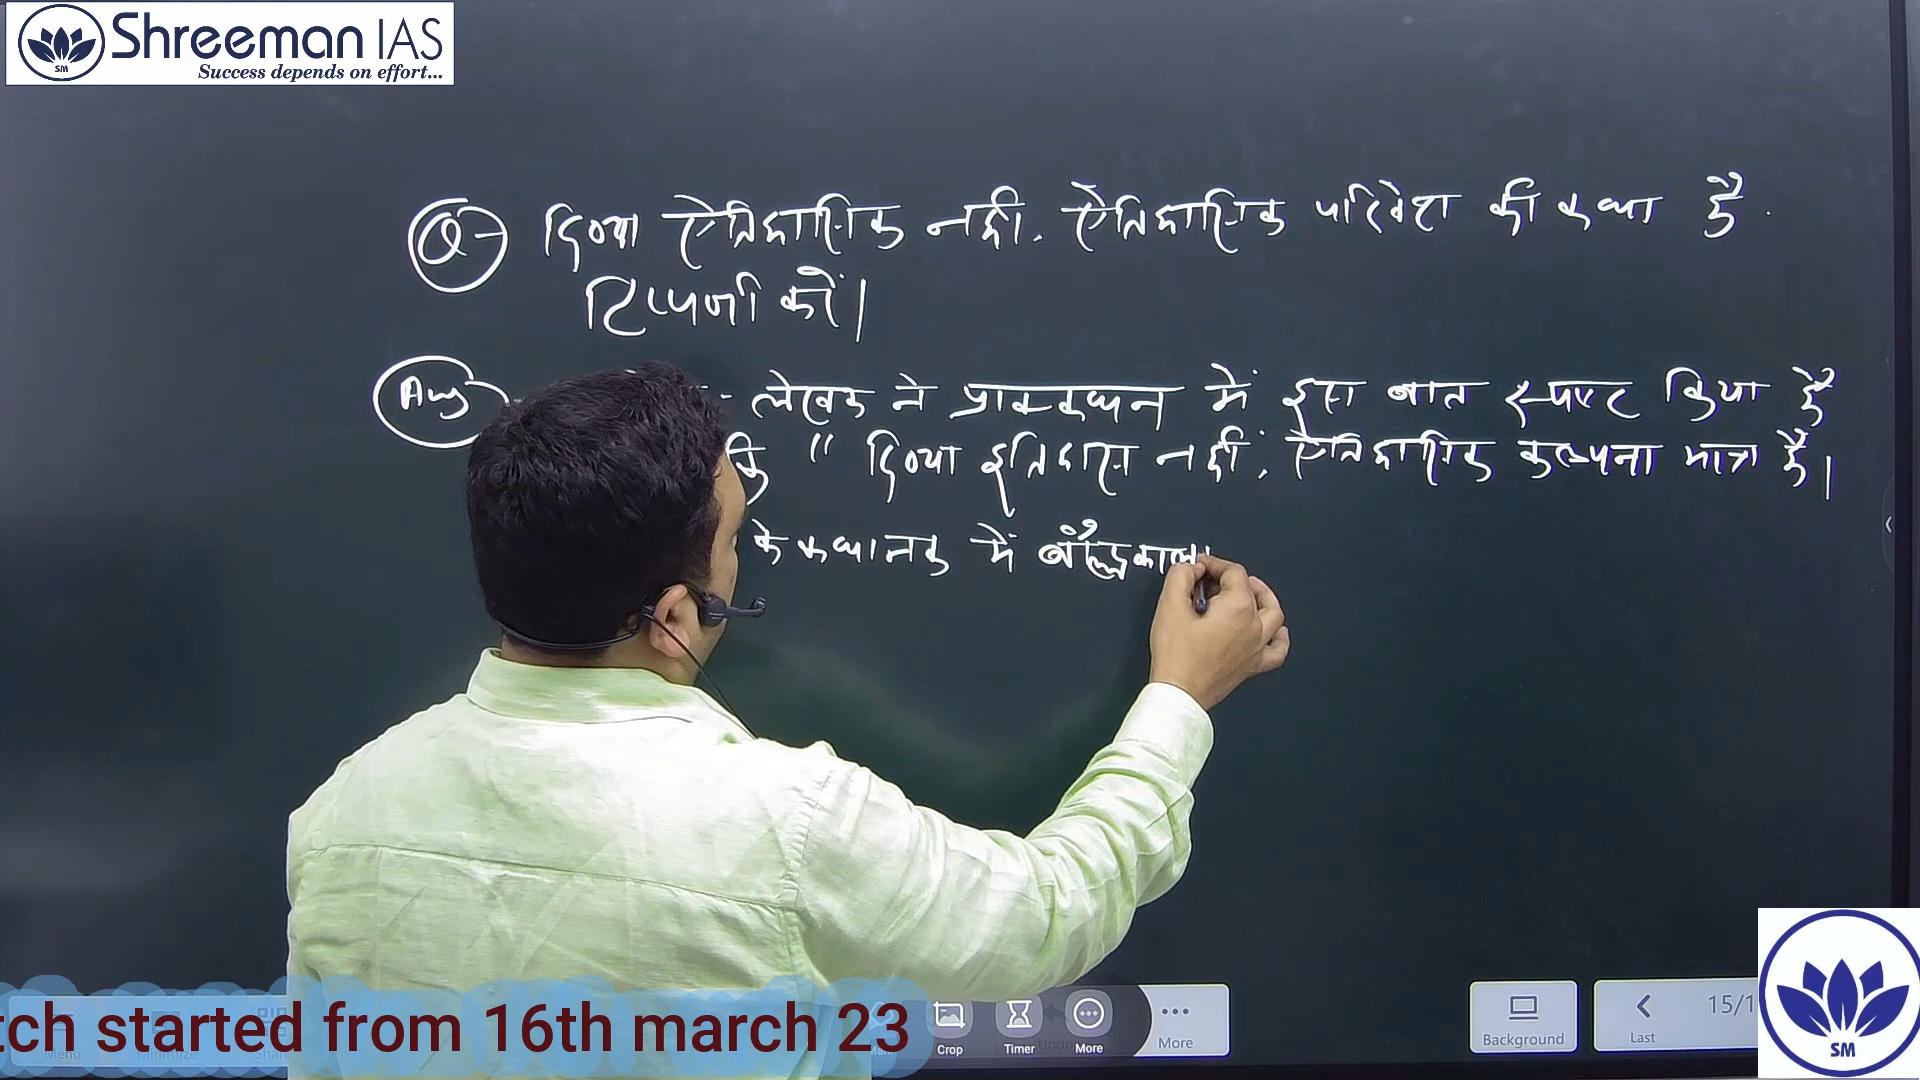 Shreeman IAS
Success depends on effort...
SM
Q- दिव्या ऐतिहासिक नहीं, ऐतिहासिक परिवेश की कथा है.
टिप्पणी करें।
Ans - लेखक ने प्राक्कथन में इस बात स्पष्ट किया है
कि " दिव्या इतिहास नहीं, ऐतिहासिक कल्पना मात्र है।
के कथानक में बौद्धकाल
tch started from 16th march 23
Crop Timer More More
Background Last 15/1
SM